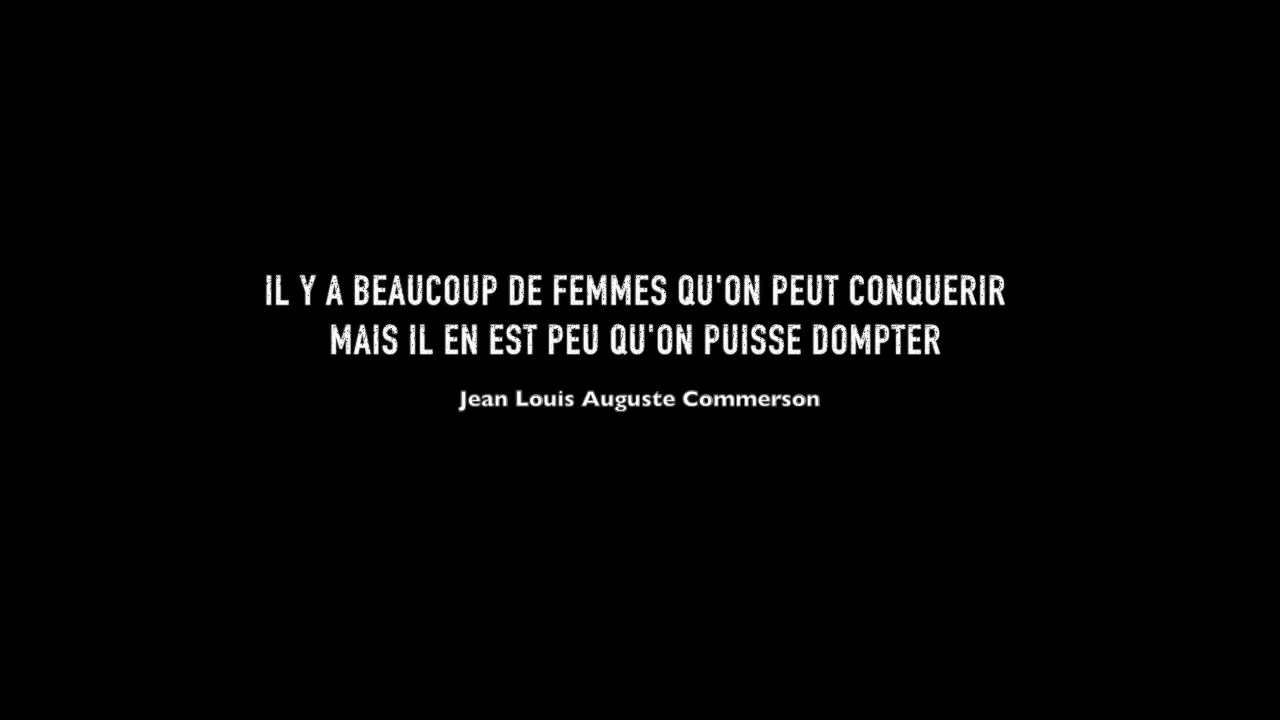 IL Y A BEAUCOUP DE FEMMES QU'ON PEUT CONQUERIR
MAIS IL EN EST PEU QU'ON PUISSE DOMPTER
Jean Louis Auguste Commerson